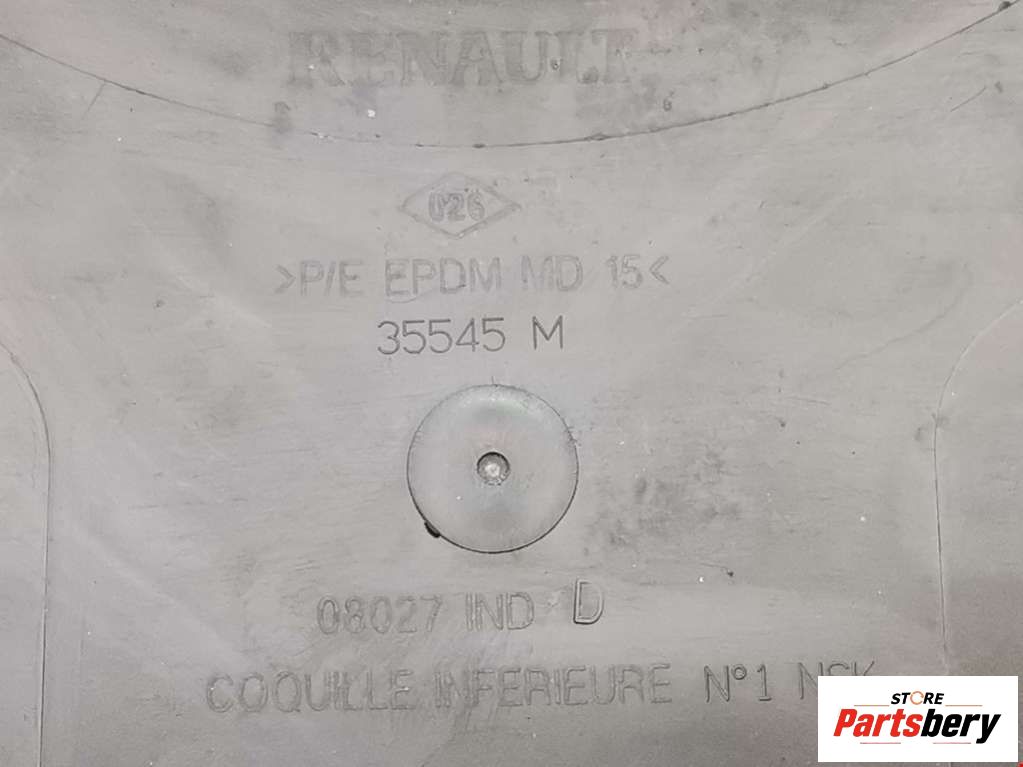 RENAULT
026
>P/E EPDM MD 15<
35545 M
08027 IND D
COQUILLE INFERIEURE N°1 NSK
STORE
Partsbery